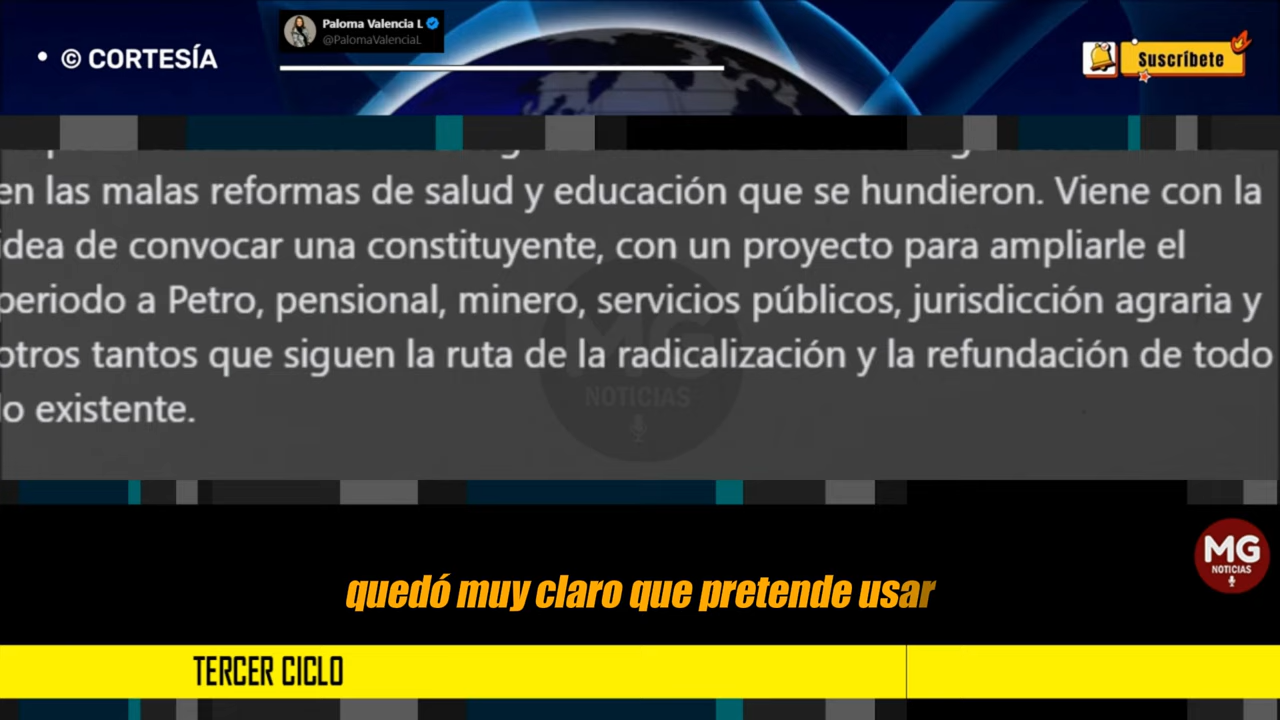 Paloma Valencia L
@PalomaValenciaL
• © CORTESÍA
Suscríbete
en las malas reformas de salud y educación que se hundieron. Viene con la
idea de convocar una constituyente, con un proyecto para ampliarle el
periodo a Petro, pensional, minero, servicios públicos, jurisdicción agraria y
otros tantos que siguen la ruta de la radicalización y la refundación de todo
lo existente.
MG
NOTICIAS
MG
NOTICIAS
quedó muy claro que pretende usar
TERCER CICLO